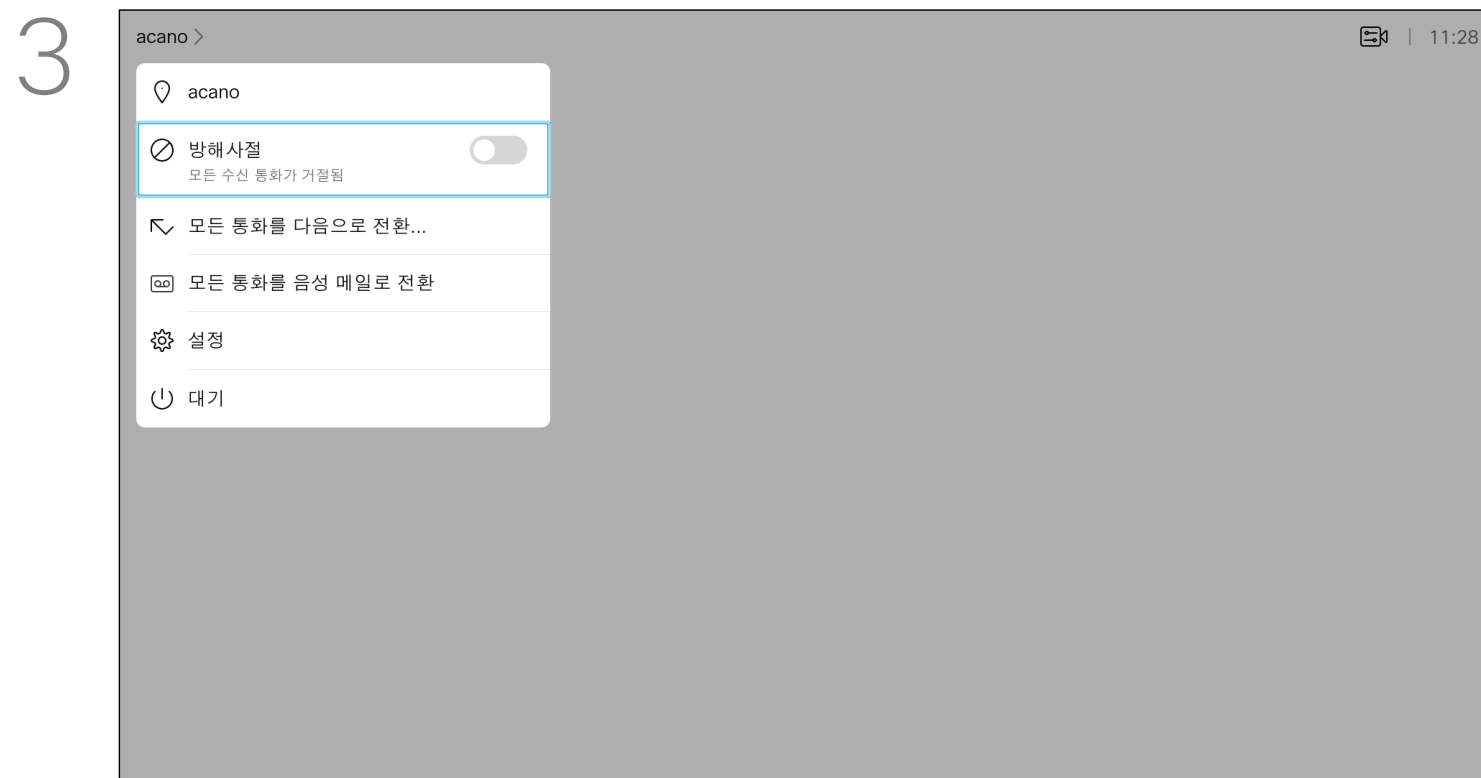 3
acano >
11:28
acano
방해사절
모든 수신 통화가 거절됨
모든 통화를 다음으로 전환...
모든 통화를 음성 메일로 전환
설정
대기